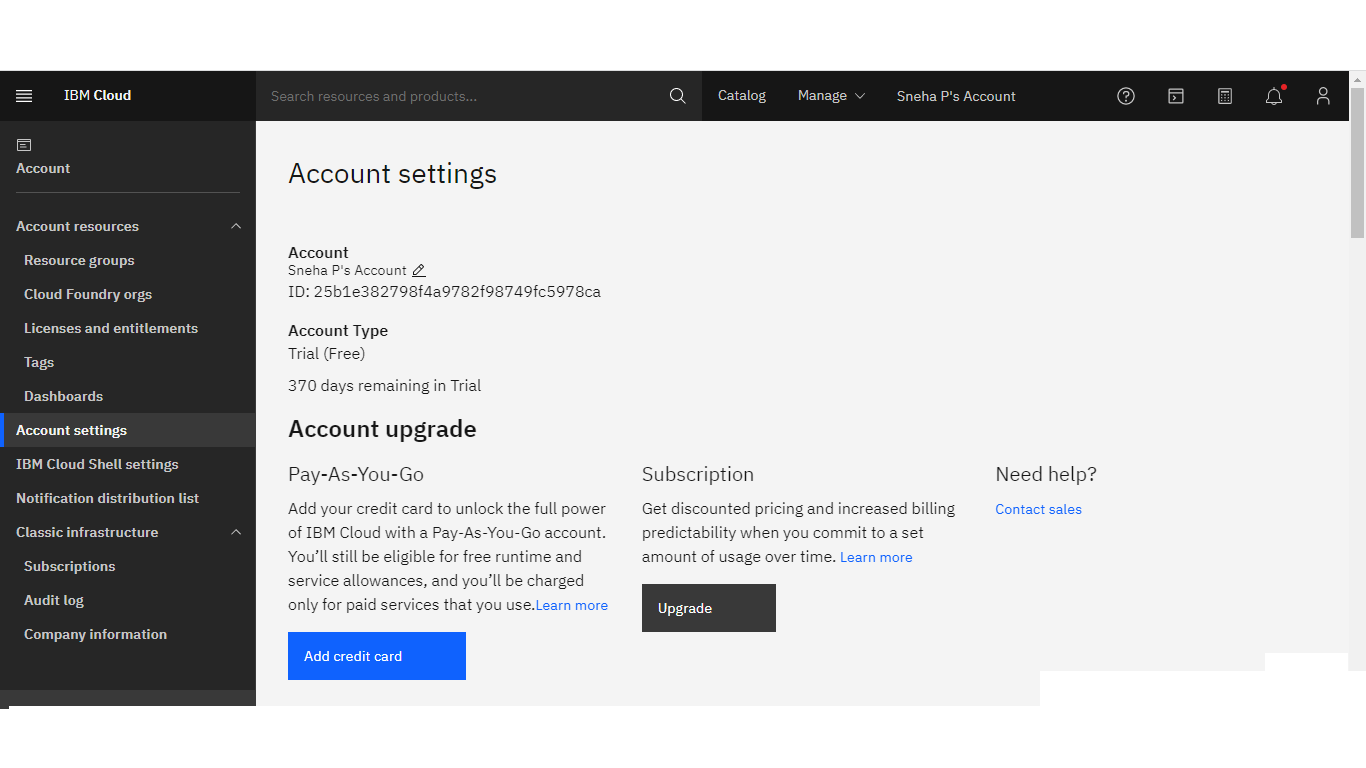 IBM Cloud
Search resources and products...
Catalog
Manage
Sneha P's Account
Account
Account resources
Resource groups
Cloud Foundry orgs
Licenses and entitlements
Tags
Dashboards
Account settings
IBM Cloud Shell settings
Notification distribution list
Classic infrastructure
Subscriptions
Audit log
Company information
Account settings
Account
Sneha P's Account
ID: 25b1e382798f4a9782f98749fc5978ca
Account Type
Trial (Free)
370 days remaining in Trial
Account upgrade
Pay-As-You-Go
Add your credit card to unlock the full power
of IBM Cloud with a Pay-As-You-Go account.
You’ll still be eligible for free runtime and
service allowances, and you’ll be charged
only for paid services that you use.Learn more
Add credit card
Subscription
Get discounted pricing and increased billing
predictability when you commit to a set
amount of usage over time. Learn more
Upgrade
Need help?
Contact sales